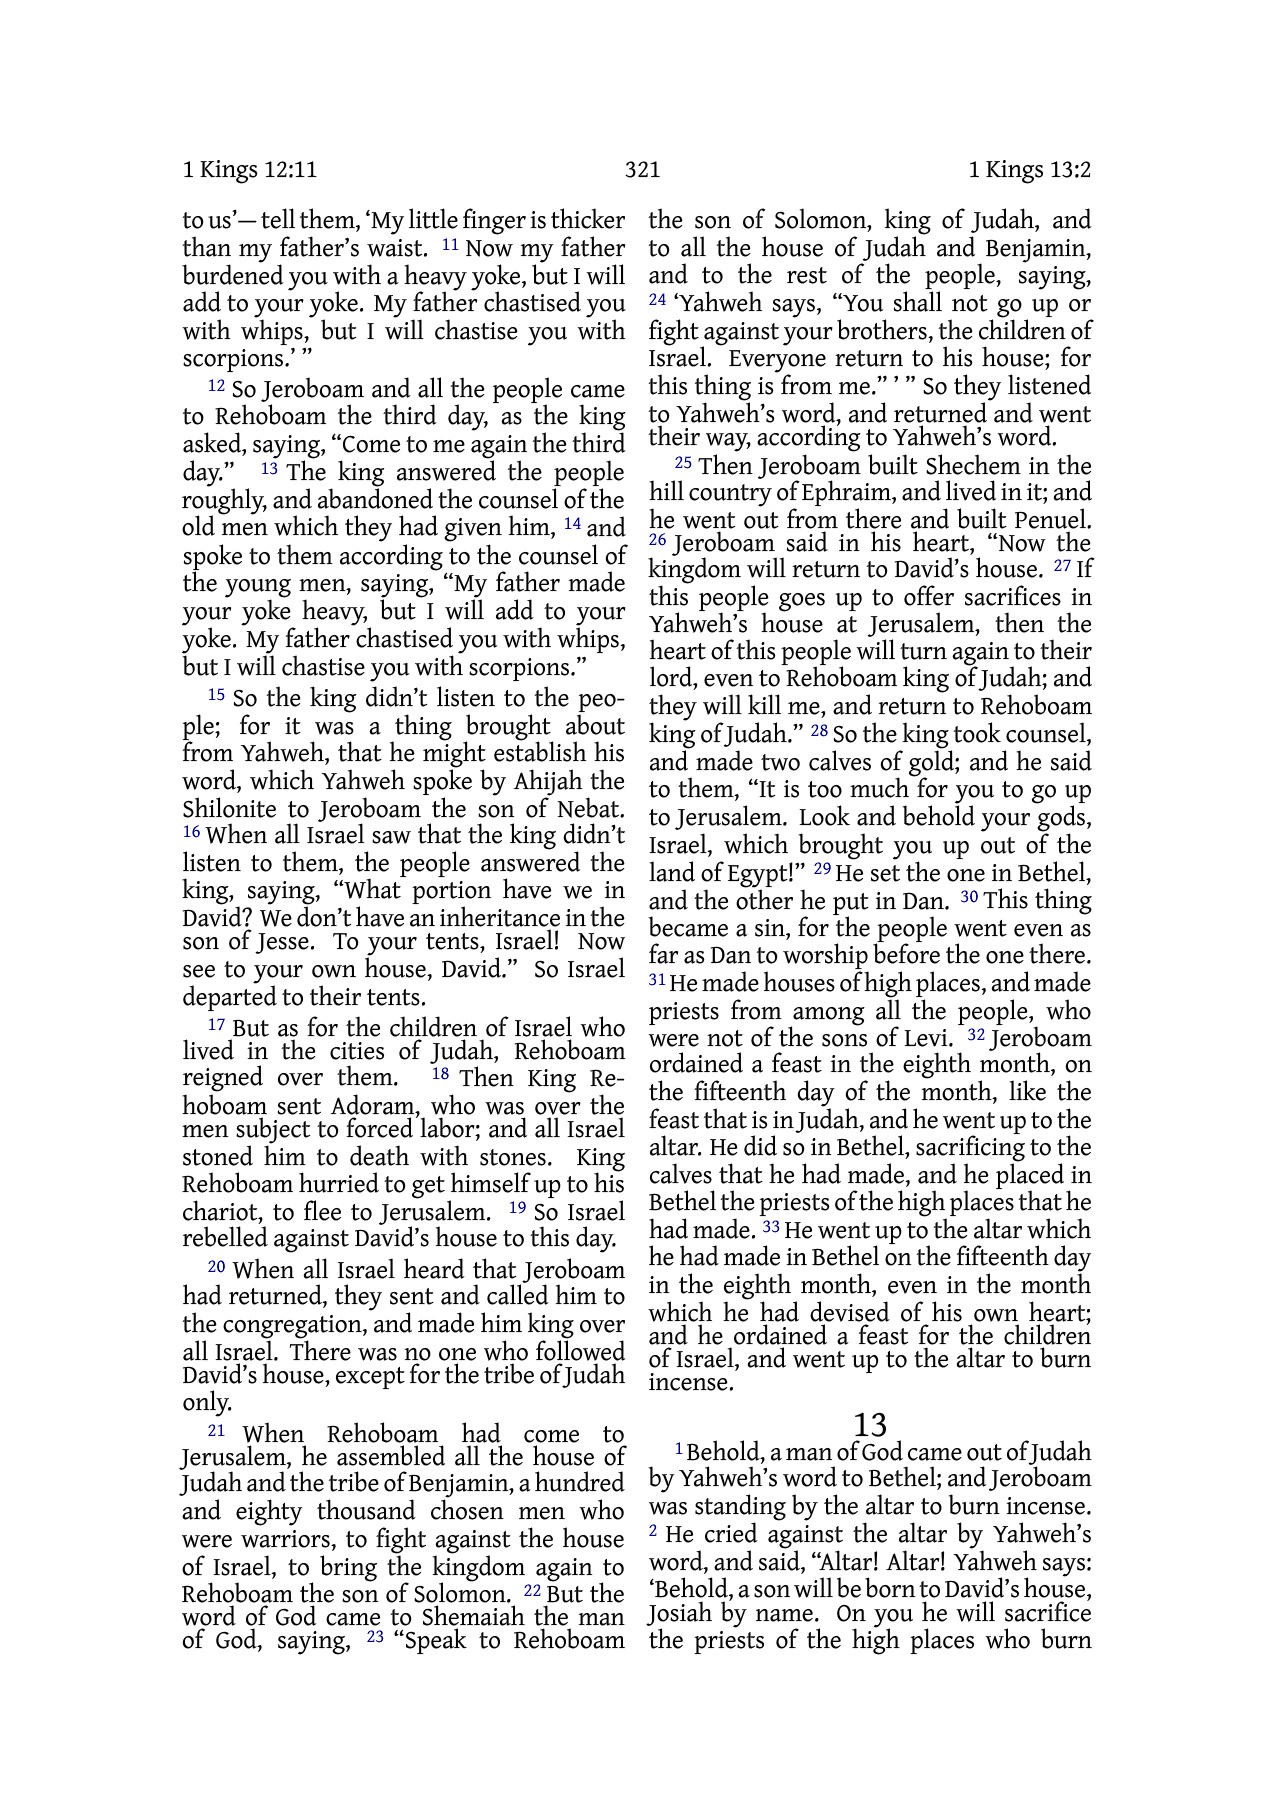 1 Kings 12:11
321
1 Kings 13:2
to us’— tell them, ‘My little finger is thicker
than my father’s waist. 11 Now my father
burdened you with a heavy yoke, but I will
add to your yoke. My father chastised you
with whips, but I will chastise you with
scorpions.’ ”
12 So Jeroboam and all the people came
to Rehoboam the third day, as the king
asked, saying, “Come to me again the third
day.” 13 The king answered the people
roughly, and abandoned the counsel of the
old men which they had given him, 14 and
spoke to them according to the counsel of
the young men, saying, “My father made
your yoke heavy, but I will add to your
yoke. My father chastised you with whips,
but I will chastise you with scorpions.”
15 So the king didn’t listen to the peo-
ple; for it was a thing brought about
from Yahweh, that he might establish his
word, which Yahweh spoke by Ahijah the
Shilonite to Jeroboam the son of Nebat.
16 When all Israel saw that the king didn’t
listen to them, the people answered the
king, saying, “What portion have we in
David? We don’t have an inheritance in the
son of Jesse. To your tents, Israel! Now
see to your own house, David.” So Israel
departed to their tents.
17 But as for the children of Israel who
lived in the cities of Judah, Rehoboam
reigned over them. 18 Then King Re-
hoboam sent Adoram, who was over the
men subject to forced labor; and all Israel
stoned him to death with stones. King
Rehoboam hurried to get himself up to his
chariot, to flee to Jerusalem. 19 So Israel
rebelled against David’s house to this day.
20 When all Israel heard that Jeroboam
had returned, they sent and called him to
the congregation, and made him king over
all Israel. There was no one who followed
David’s house, except for the tribe of Judah
only.
21 When Rehoboam had come to
Jerusalem, he assembled all the house of
Judah and the tribe of Benjamin, a hundred
and eighty thousand chosen men who
were warriors, to fight against the house
of Israel, to bring the kingdom again to
Rehoboam the son of Solomon. 22 But the
word of God came to Shemaiah the man
of God, saying, 23 “Speak to Rehoboam
the son of Solomon, king of Judah, and
to all the house of Judah and Benjamin,
and to the rest of the people, saying,
24 ‘Yahweh says, “You shall not go up or
fight against your brothers, the children of
Israel. Everyone return to his house; for
this thing is from me.” ’ ” So they listened
to Yahweh’s word, and returned and went
their way, according to Yahweh’s word.
25 Then Jeroboam built Shechem in the
hill country of Ephraim, and lived in it; and
he went out from there and built Penuel.
26 Jeroboam said in his heart, “Now the
kingdom will return to David’s house. 27 If
this people goes up to offer sacrifices in
Yahweh’s house at Jerusalem, then the
heart of this people will turn again to their
lord, even to Rehoboam king of Judah; and
they will kill me, and return to Rehoboam
king of Judah.” 28 So the king took counsel,
and made two calves of gold; and he said
to them, “It is too much for you to go up
to Jerusalem. Look and behold your gods,
Israel, which brought you up out of the
land of Egypt!” 29 He set the one in Bethel,
and the other he put in Dan. 30 This thing
became a sin, for the people went even as
far as Dan to worship before the one there.
31 He made houses of high places, and made
priests from among all the people, who
were not of the sons of Levi. 32 Jeroboam
ordained a feast in the eighth month, on
the fifteenth day of the month, like the
feast that is in Judah, and he went up to the
altar. He did so in Bethel, sacrificing to the
calves that he had made, and he placed in
Bethel the priests of the high places that he
had made. 33 He went up to the altar which
he had made in Bethel on the fifteenth day
in the eighth month, even in the month
which he had devised of his own heart;
and he ordained a feast for the children
of Israel, and went up to the altar to burn
incense.
13
1 Behold, a man of God came out of Judah
by Yahweh’s word to Bethel; and Jeroboam
was standing by the altar to burn incense.
2 He cried against the altar by Yahweh’s
word, and said, “Altar! Altar! Yahweh says:
‘Behold, a son will be born to David’s house,
Josiah by name. On you he will sacrifice
the priests of the high places who burn